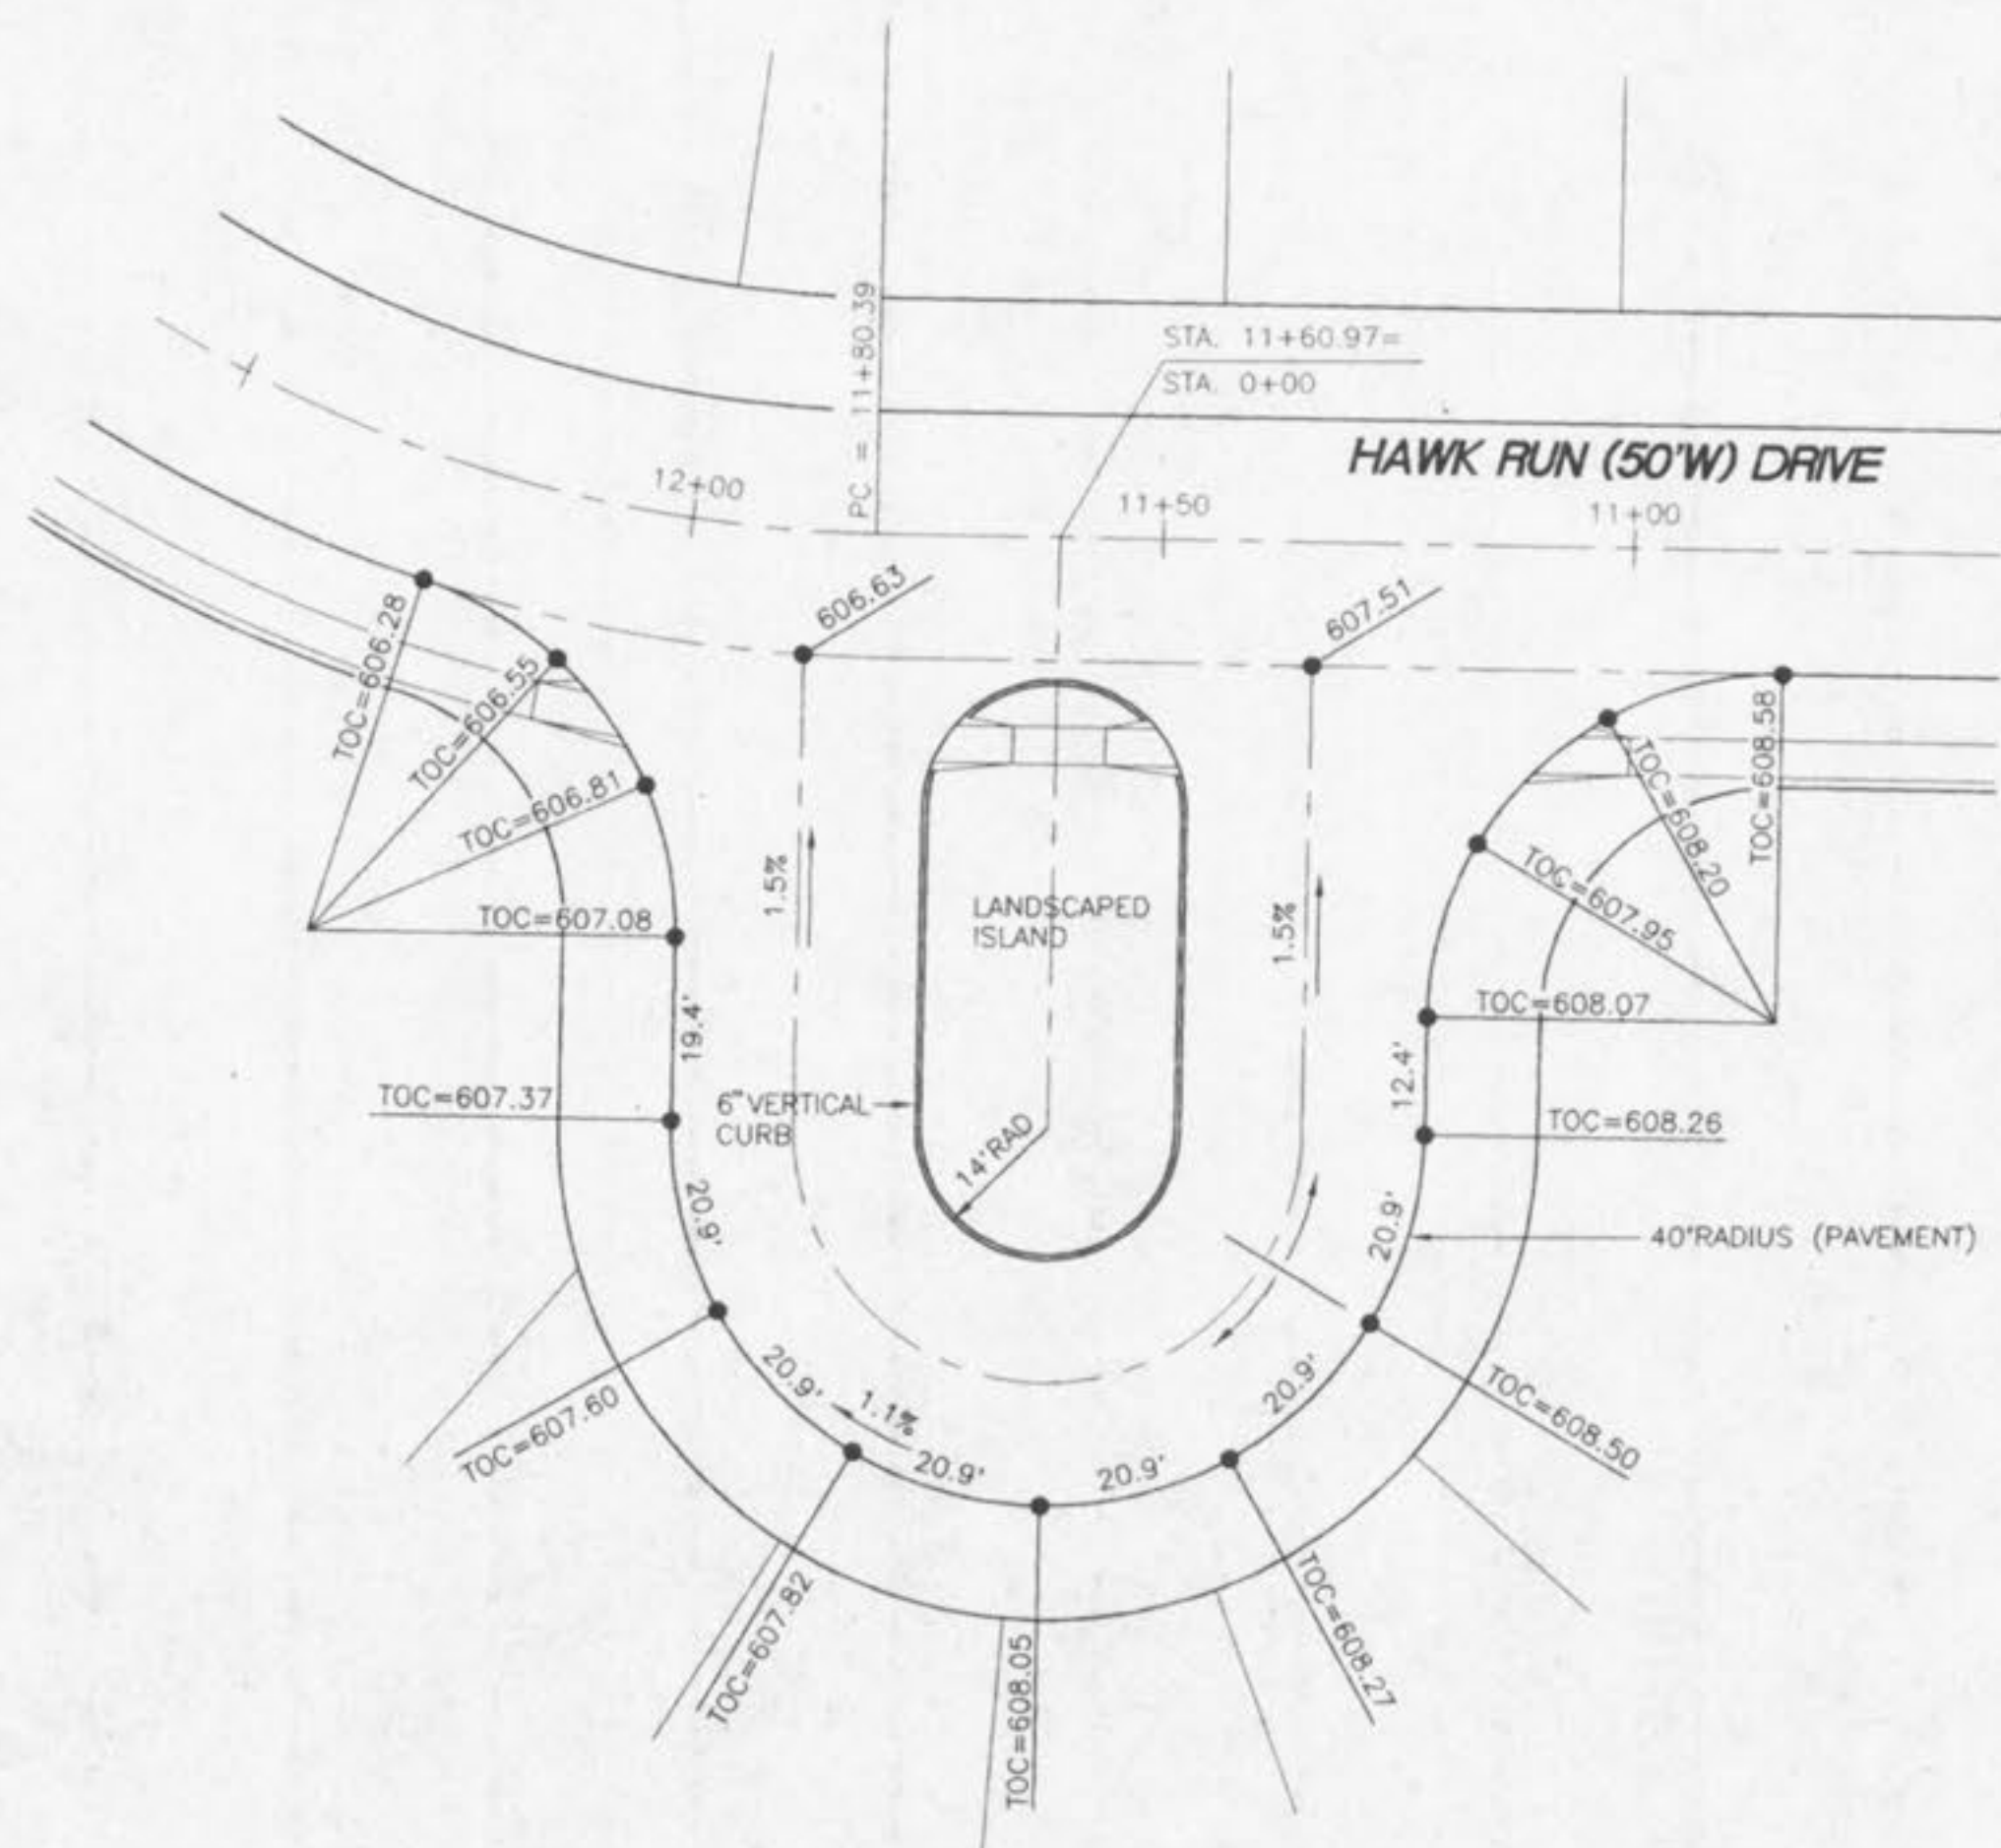 PC = 11+80.39
STA. 11+60.97=
STA. 0+00
HAWK RUN (50'W) DRIVE
12+00
11+50
11+00
606.63
607.51
TOC=606.28
TOC=606.55
TOC=606.81
TOC=607.08
TOC=608.58
TOC=608.20
TOC=607.95
TOC=608.07
1.5%
1.5%
LANDSCAPED
ISLAND
19.4'
12.4'
TOC=607.37
6" VERTICAL
CURB
14'RAD
TOC=608.26
20.9'
20.9'
40'RADIUS (PAVEMENT)
20.9'
1.1%
20.9'
20.9'
20.9'
TOC=607.60
TOC=608.50
TOC=607.82
TOC=608.05
TOC=608.27